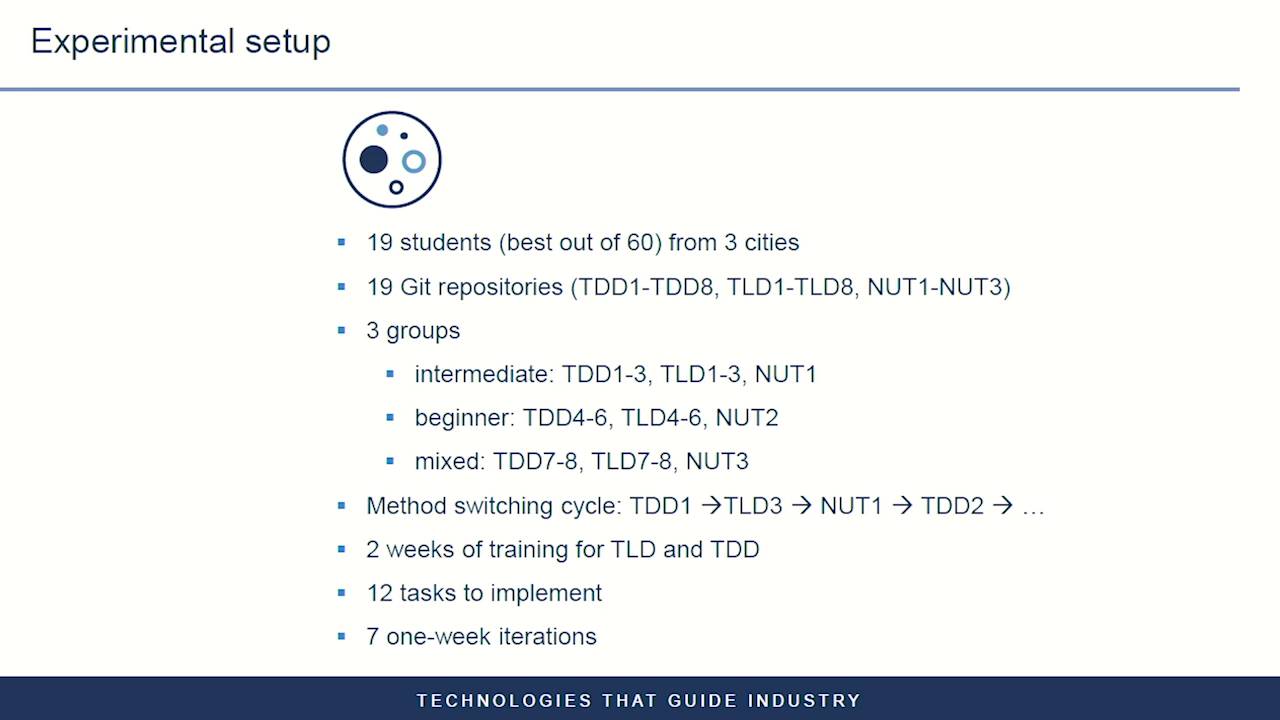 Experimental setup
19 students (best out of 60) from 3 cities
19 Git repositories (TDD1-TDD8, TLD1-TLD8, NUT1-NUT3)
3 groups
intermediate: TDD1-3, TLD1-3, NUT1
beginner: TDD4-6, TLD4-6, NUT2
mixed: TDD7-8, TLD7-8, NUT3
Method switching cycle: TDD1 →TLD3 → NUT1 → TDD2 → …
2 weeks of training for TLD and TDD
12 tasks to implement
7 one-week iterations
TECHNOLOGIES THAT GUIDE INDUSTRY